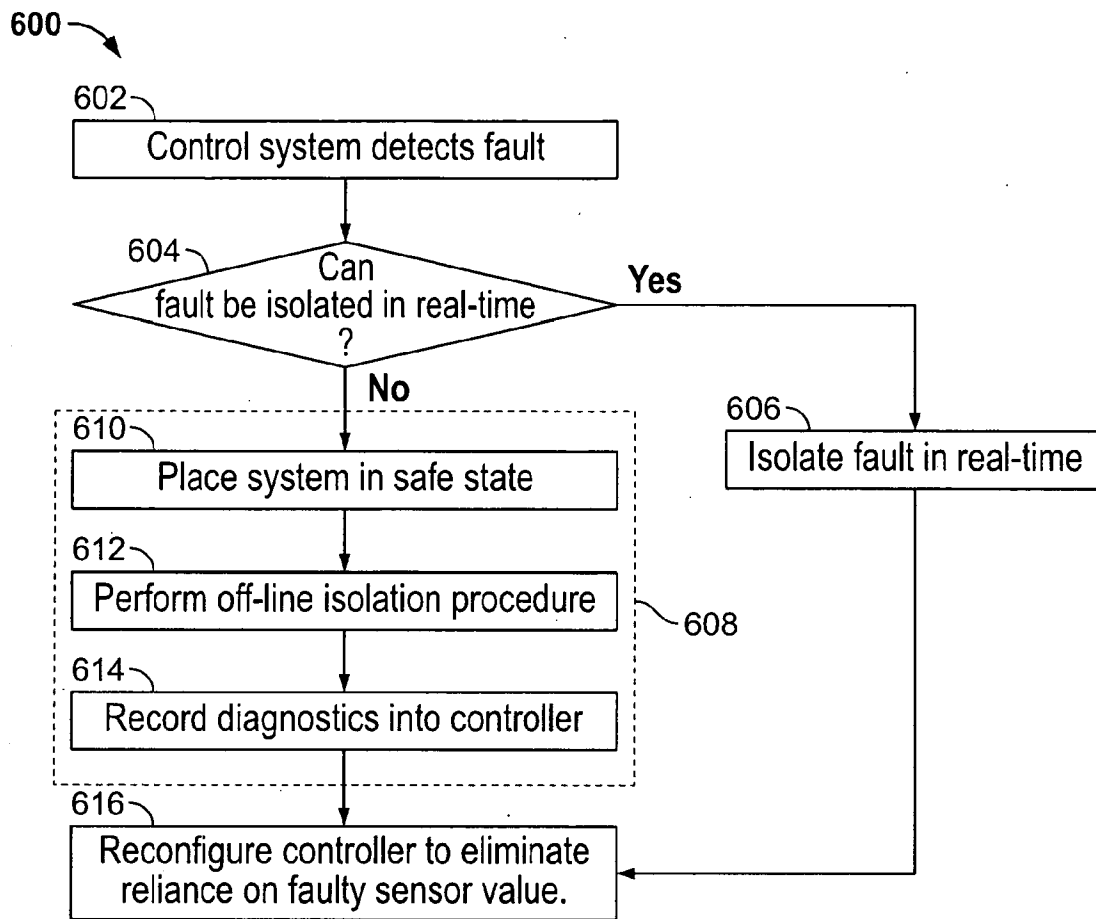 600
602
Control system detects fault
604
Can
fault be isolated in real-time
?
Yes
No
606
Isolate fault in real-time
610
Place system in safe state
612
Perform off-line isolation procedure
608
614
Record diagnostics into controller
616
Reconfigure controller to eliminate
reliance on faulty sensor value.